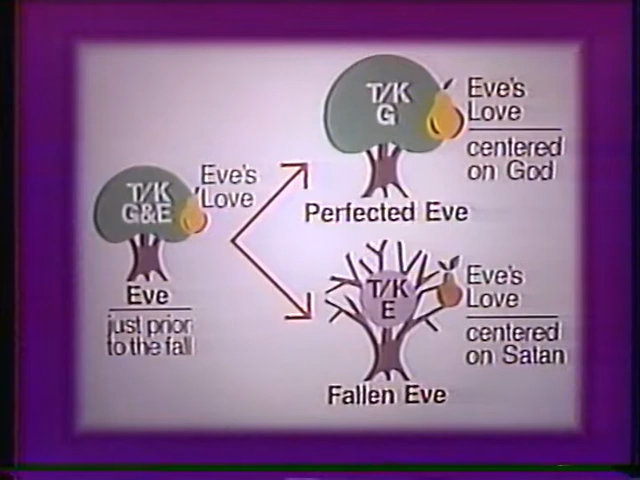 T/K
G&E
Eve's
Love
Eve
just prior
to the fall
T/K
G
Eve's
Love
centered
on God
Perfected Eve
T/K
E
Eve's
Love
centered
on Satan
Fallen Eve